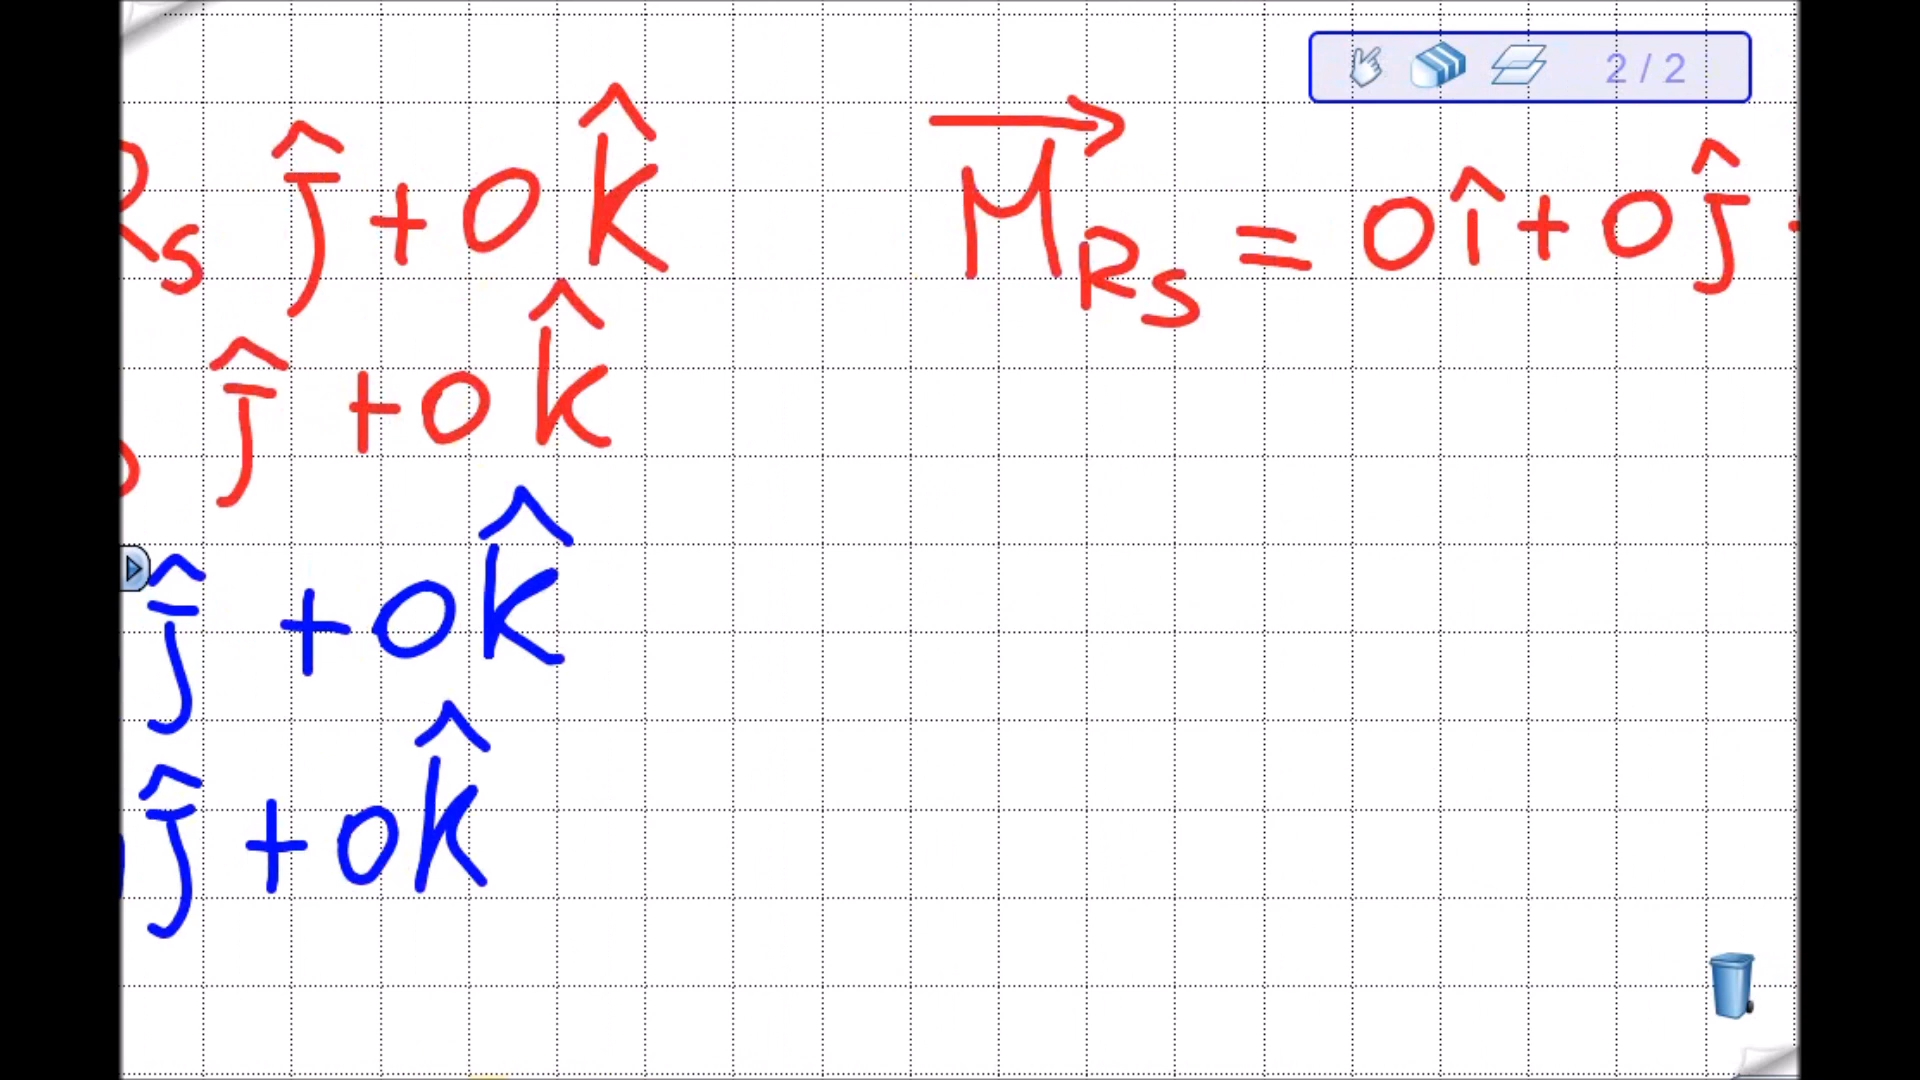 Rs ĵ + 0 k̂
M⃗Rs = 0 î + 0 ĵ
ĵ + 0 k̂
ĵ + 0 k̂
ĵ + 0 k̂
2 / 2